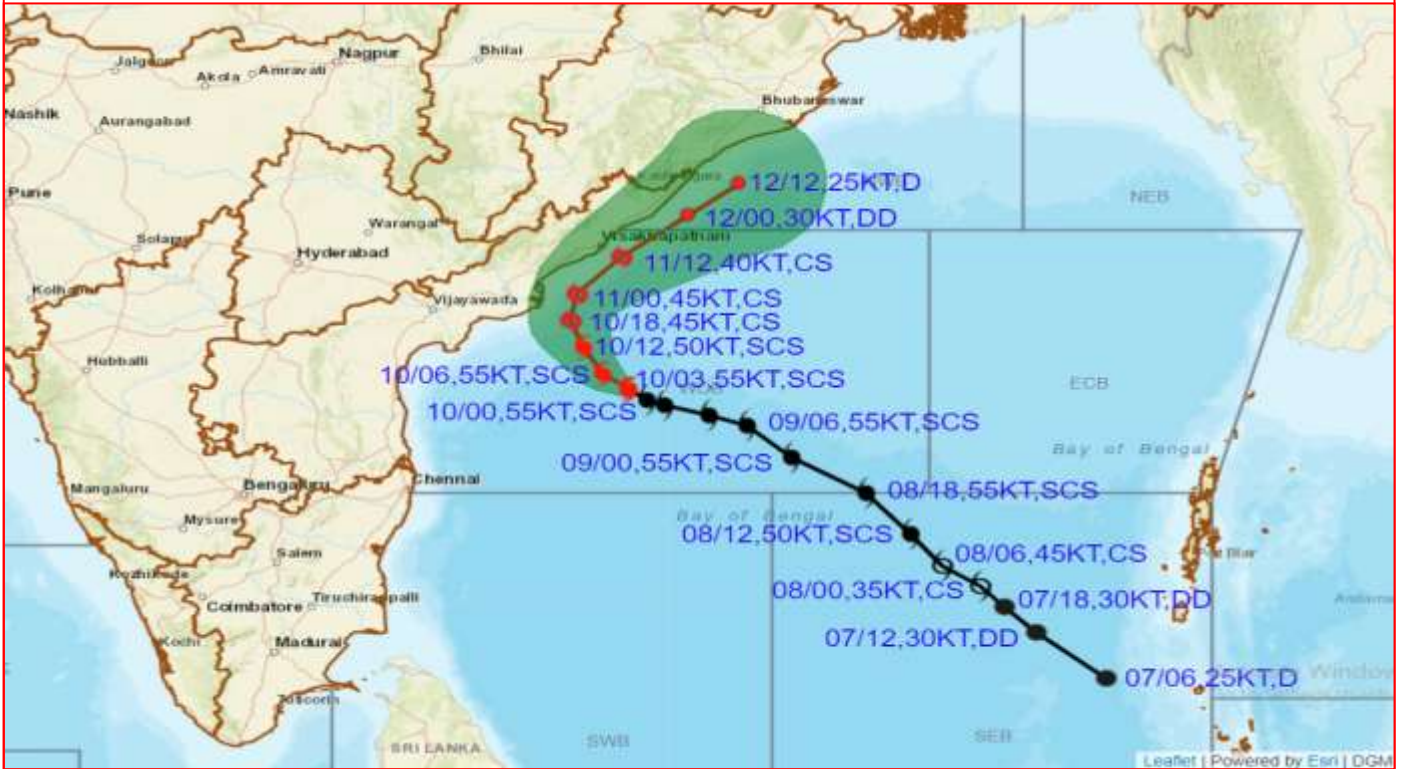 Nagpur
Bhilai
Akola
Amravati
Nashik
Aurangabad
Bhubaneswar
Pune
12/12,25KT,D
NEB
12/00,30KT,DD
Warangal
Visakhapatnam
Hyderabad
11/12,40KT,CS
Vijayawada
11/00,45KT,CS
10/18,45KT,CS
10/12,50KT,SCS
Hubballi
10/06,55KT,SCS
10/03,55KT,SCS
ECB
10/00,55KT,SCS
09/06,55KT,SCS
Bay of Bengal
09/00,55KT,SCS
Chennai
Mangaluru
Bengaluru
08/18,55KT,SCS
Bay of Bengal
Mysuru
08/12,50KT,SCS
Salem
08/06,45KT,CS
Kozhikode
08/00,35KT,CS
Coimbatore
Tiruchirappalli
07/18,30KT,DD
Kochi
Madurai
07/12,30KT,DD
07/06,25KT,D
SRI LANKA
SWB
SEB
Leaflet | Powered by Esri | DGM